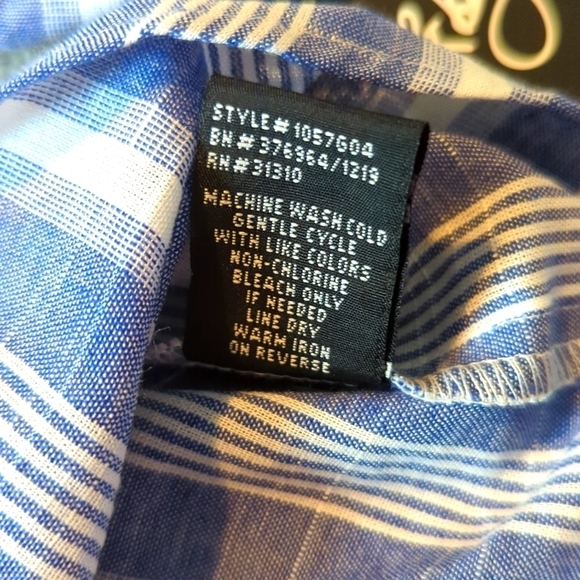 STYLE# 1057G04
BN# 376964/1219
RN# 31310
MACHINE WASH COLD
GENTLE CYCLE
WITH LIKE COLORS
NON-CHLORINE
BLEACH ONLY
IF NEEDED
LINE DRY
WARM IRON
ON REVERSE